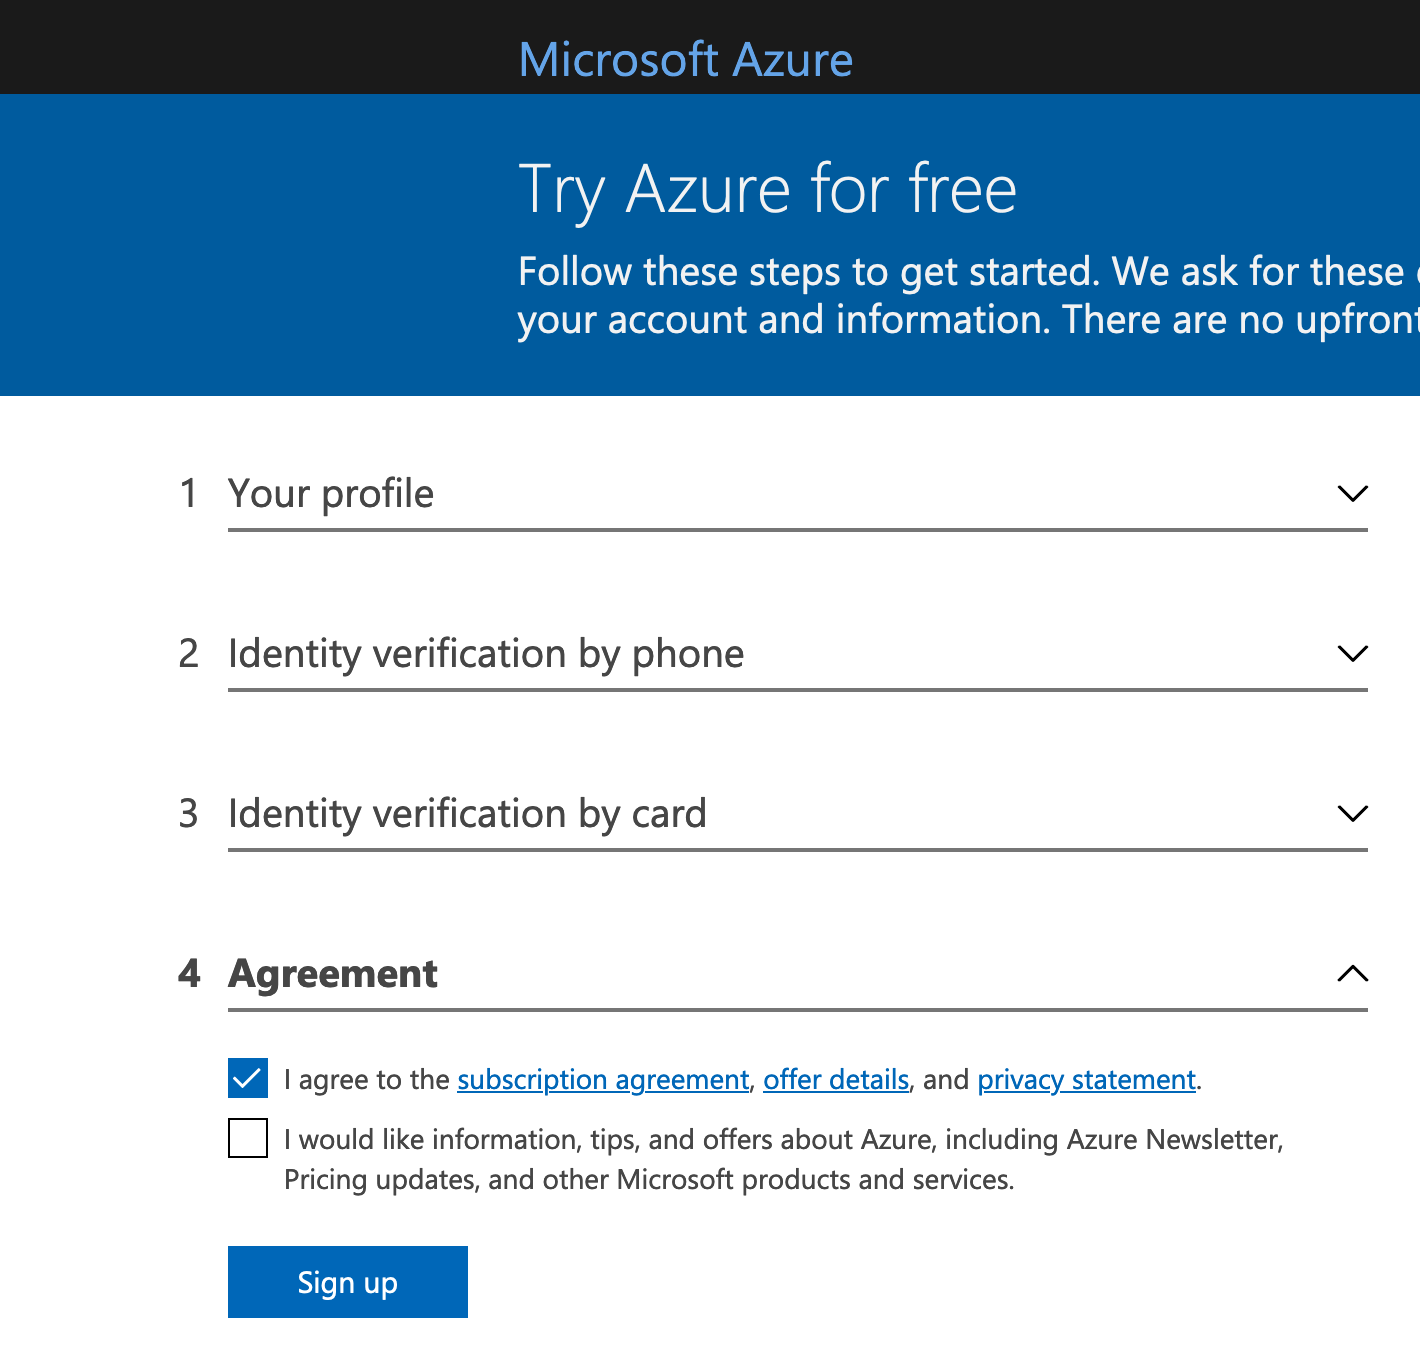 Microsoft Azure
Try Azure for free
Follow these steps to get started. We ask for these
your account and information. There are no upfront
1 Your profile
2 Identity verification by phone
3 Identity verification by card
4 Agreement
I agree to the subscription agreement, offer details, and privacy statement.
I would like information, tips, and offers about Azure, including Azure Newsletter,
Pricing updates, and other Microsoft products and services.
Sign up